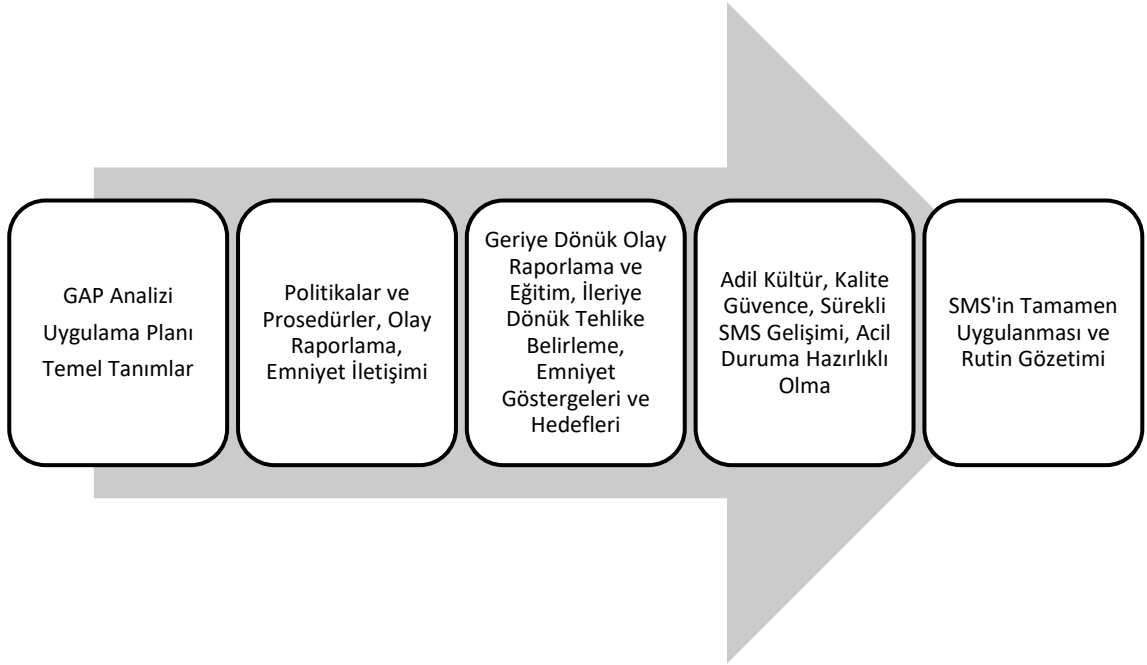 GAP Analizi
Uygulama Planı
Temel Tanımlar
Politikalar ve
Prosedürler, Olay
Raporlama,
Emniyet İletişimi
Geriye Dönük Olay
Raporlama ve
Eğitim, İleriye
Dönük Tehlike
Belirleme,
Emniyet
Göstergeleri ve
Hedefleri
Adil Kültür, Kalite
Güvence, Sürekli
SMS Gelişimi, Acil
Duruma Hazırlıklı
Olma
SMS'in Tamamen
Uygulanması ve
Rutin Gözetimi